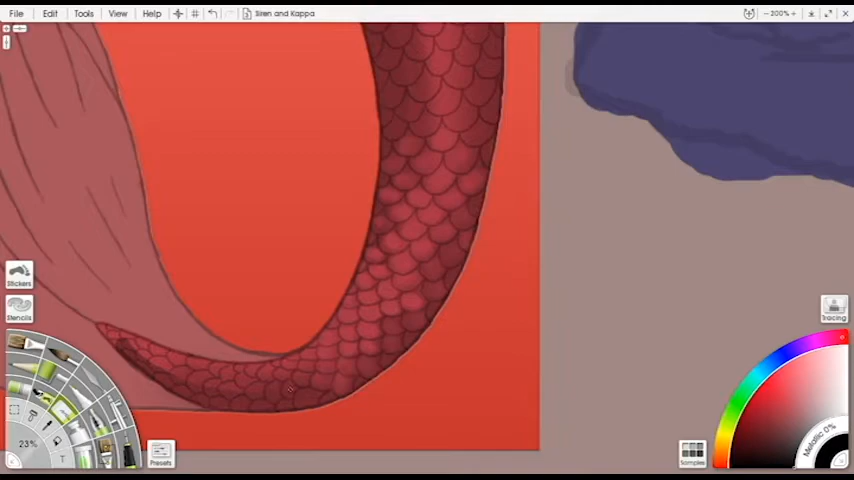 File Edit Tools View Help Siren and Kappa 200%
Stickers
Stencils
Tracing
Metallic 0%
23%
T
Presets
Samples